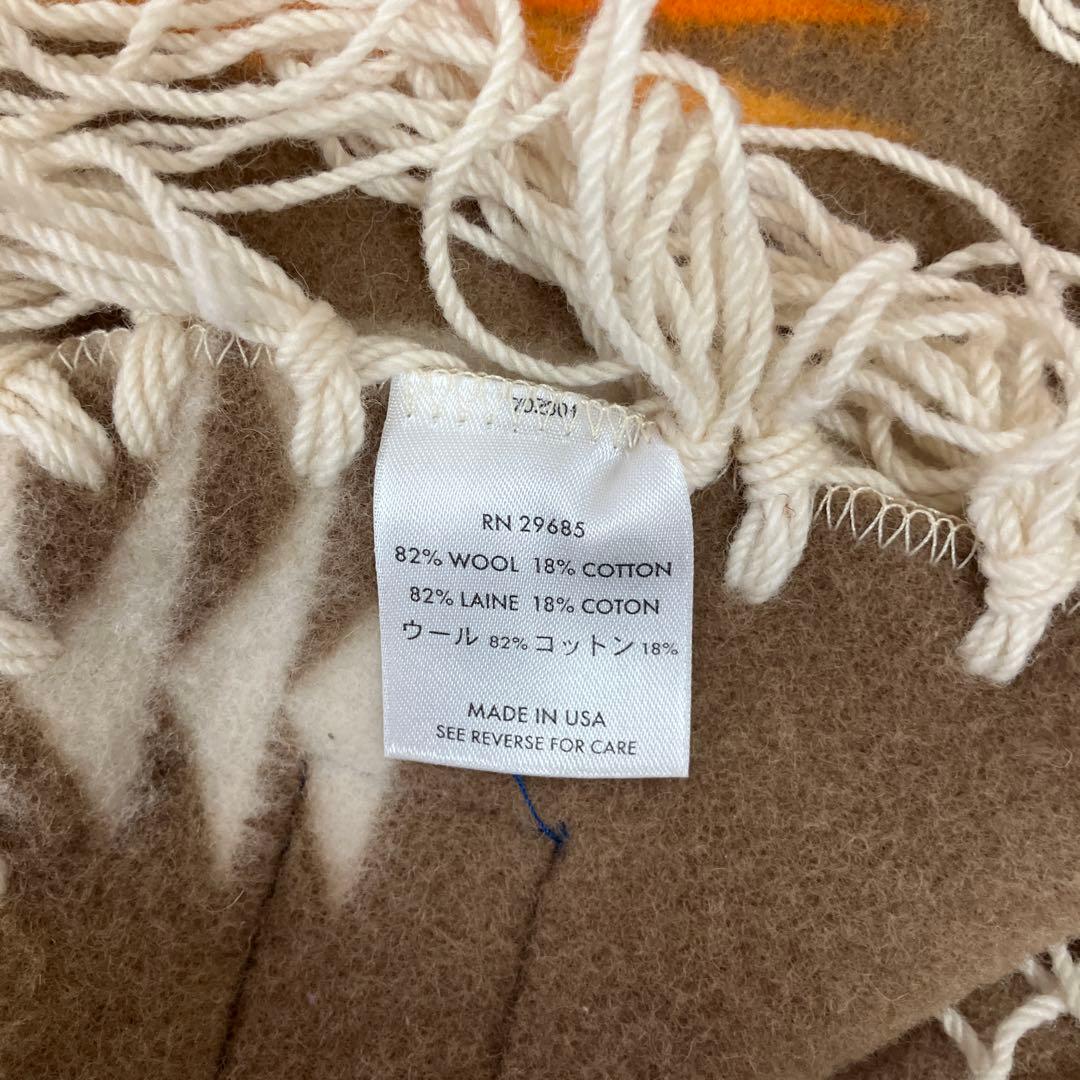 RN 29685
82% WOOL 18% COTTON
82% LAINE 18% COTON
ウール 82% コットン 18%
MADE IN USA
SEE REVERSE FOR CARE